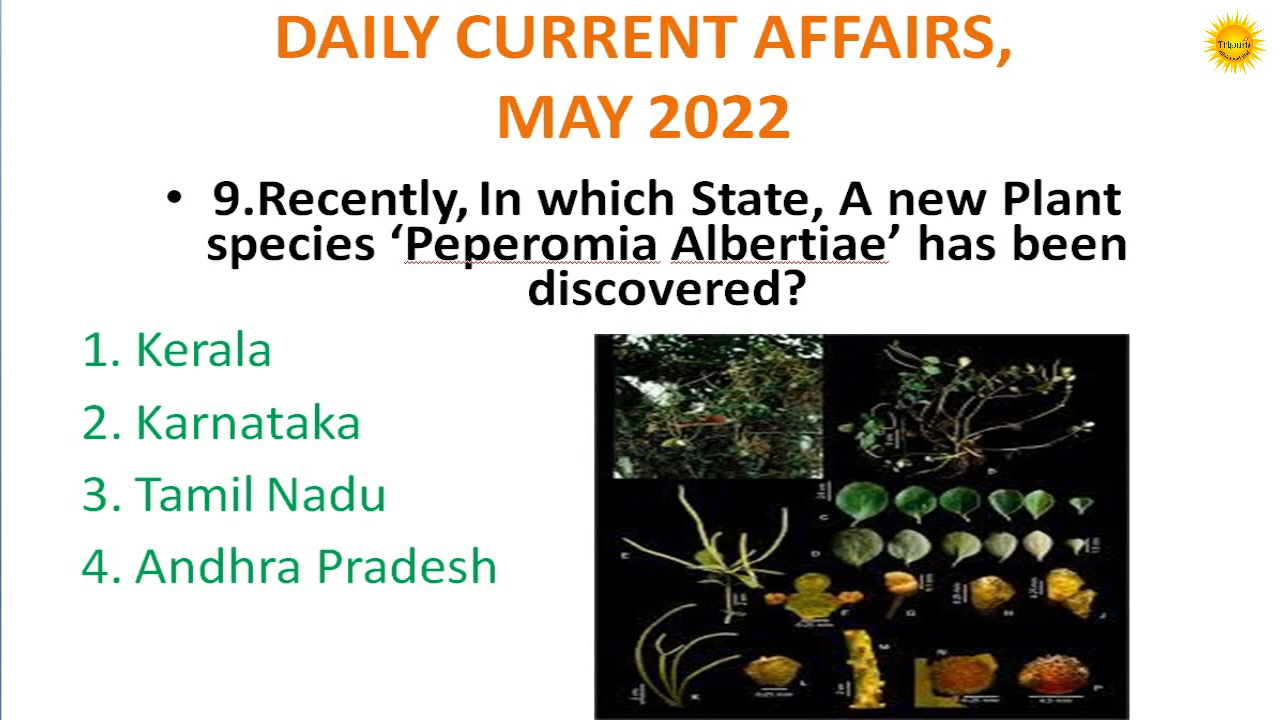 DAILY CURRENT AFFAIRS,
MAY 2022
• 9.Recently, In which State, A new Plant
species ‘Peperomia Albertiae’ has been
discovered?
1. Kerala
2. Karnataka
3. Tamil Nadu
4. Andhra Pradesh